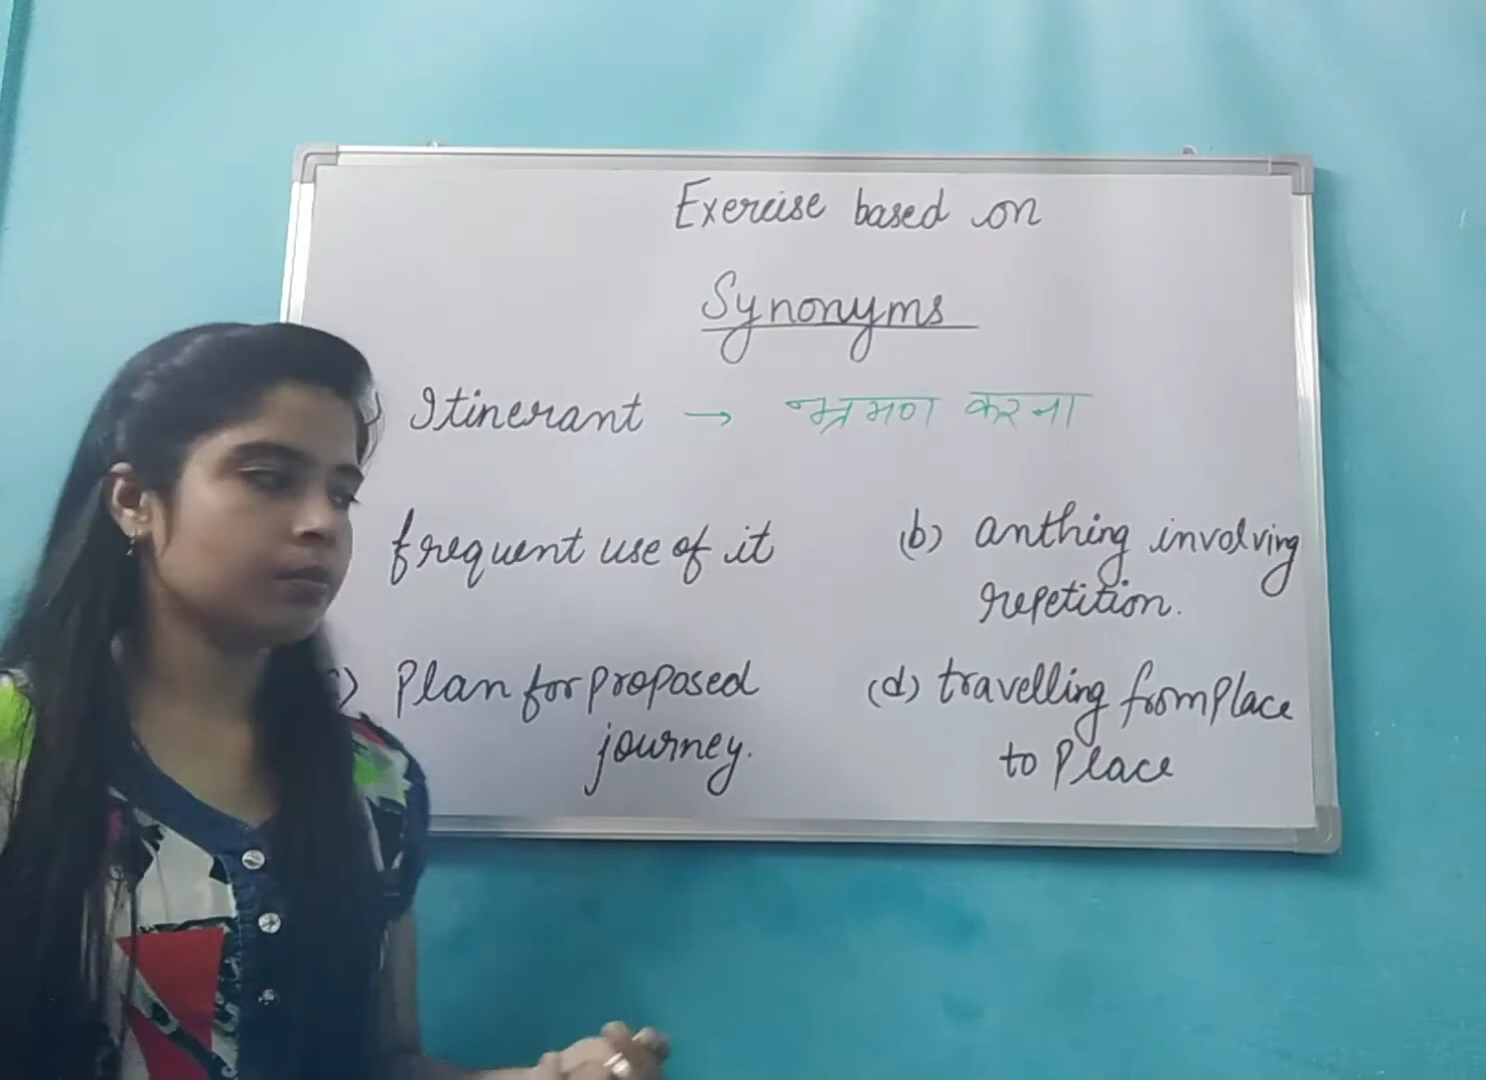 Exercise based on
Synonyms
) Itinerant → भ्रमण करना
frequent use of it
(b) anthing involving
repetition.
) Plan for proposed
journey.
(d) travelling from Place
to Place